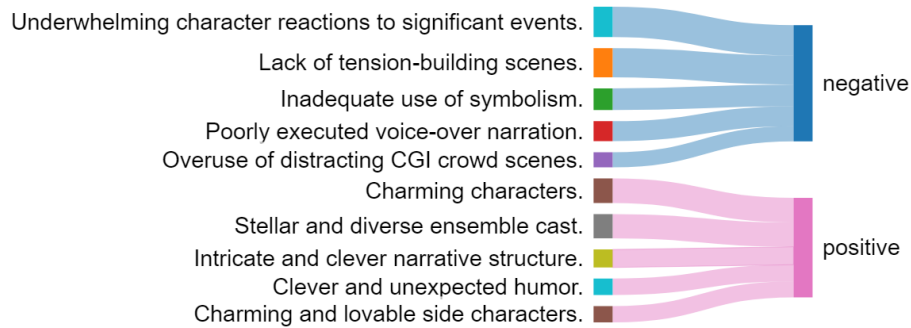 Underwhelming character reactions to significant events.
Lack of tension-building scenes.
Inadequate use of symbolism.
Poorly executed voice-over narration.
Overuse of distracting CGI crowd scenes.
negative
Charming characters.
Stellar and diverse ensemble cast.
Intricate and clever narrative structure.
Clever and unexpected humor.
Charming and lovable side characters.
positive